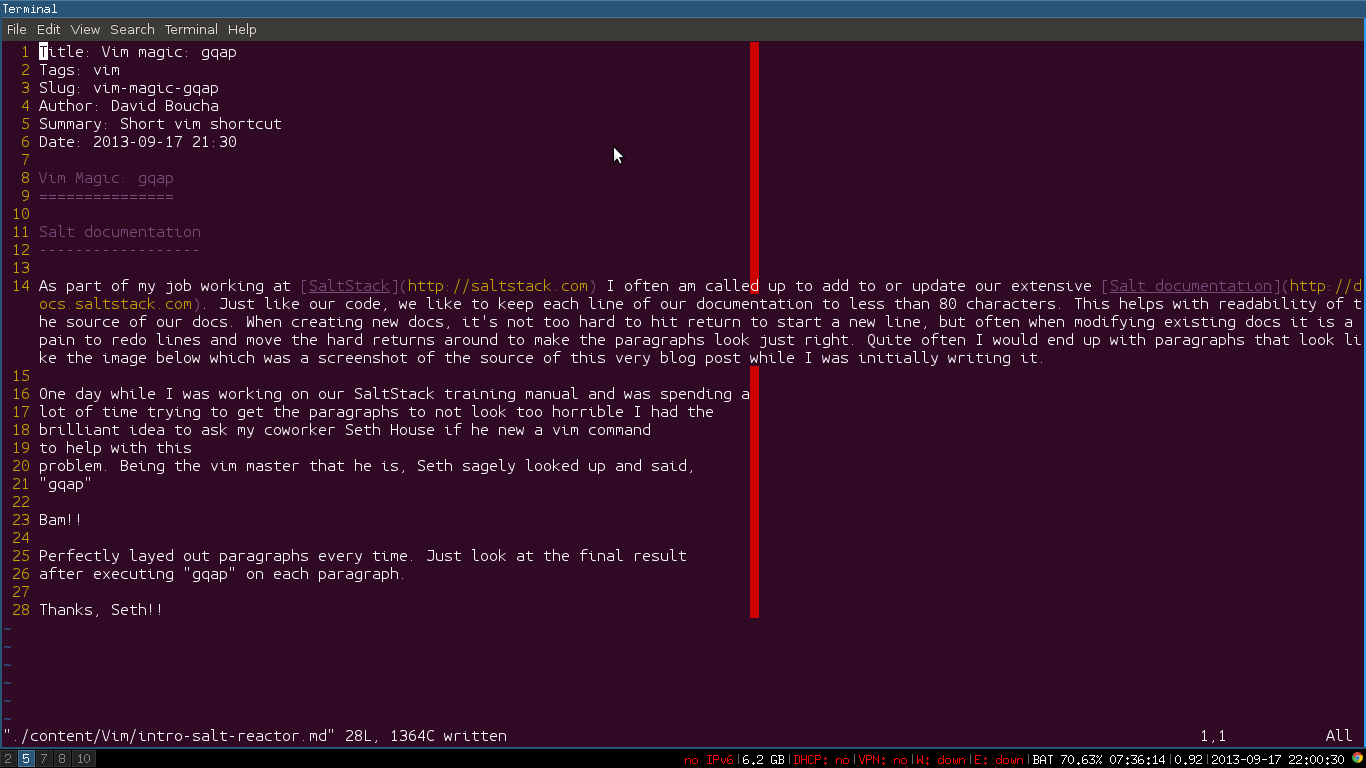 Terminal
File Edit View Search Terminal Help
1 Title: Vim magic: gqap
2 Tags: vim
3 Slug: vim-magic-gqap
4 Author: David Boucha
5 Summary: Short vim shortcut
6 Date: 2013-09-17 21:30
7
8 Vim Magic: gqap
9 ===============
10
11 Salt documentation
12 ------------------
13
14 As part of my job working at [SaltStack](http://saltstack.com) I often am called up to add to or update our extensive [Salt documentation](http://d
ocs.saltstack.com). Just like our code, we like to keep each line of our documentation to less than 80 characters. This helps with readability of t
he source of our docs. When creating new docs, it's not too hard to hit return to start a new line, but often when modifying existing docs it is a
pain to redo lines and move the hard returns around to make the paragraphs look just right. Quite often I would end up with paragraphs that look li
ke the image below which was a screenshot of the source of this very blog post while I was initially writing it.
15
16 One day while I was working on our SaltStack training manual and was spending a
17 lot of time trying to get the paragraphs to not look too horrible I had the
18 brilliant idea to ask my coworker Seth House if he new a vim command
19 to help with this
20 problem. Being the vim master that he is, Seth sagely looked up and said,
21 "gqap"
22
23 Bam!!
24
25 Perfectly layed out paragraphs every time. Just look at the final result
26 after executing "gqap" on each paragraph.
27
28 Thanks, Seth!!
~
~
~
~
~
~
"./content/Vim/intro-salt-reactor.md" 28L, 1364C written 1,1 All
2 5 7 8 10 no IPv6|6.2 GB|DHCP: no|VPN: no|W: down|E: down|BAT 70.63% 07:36:14|0.92|2013-09-17 22:00:30